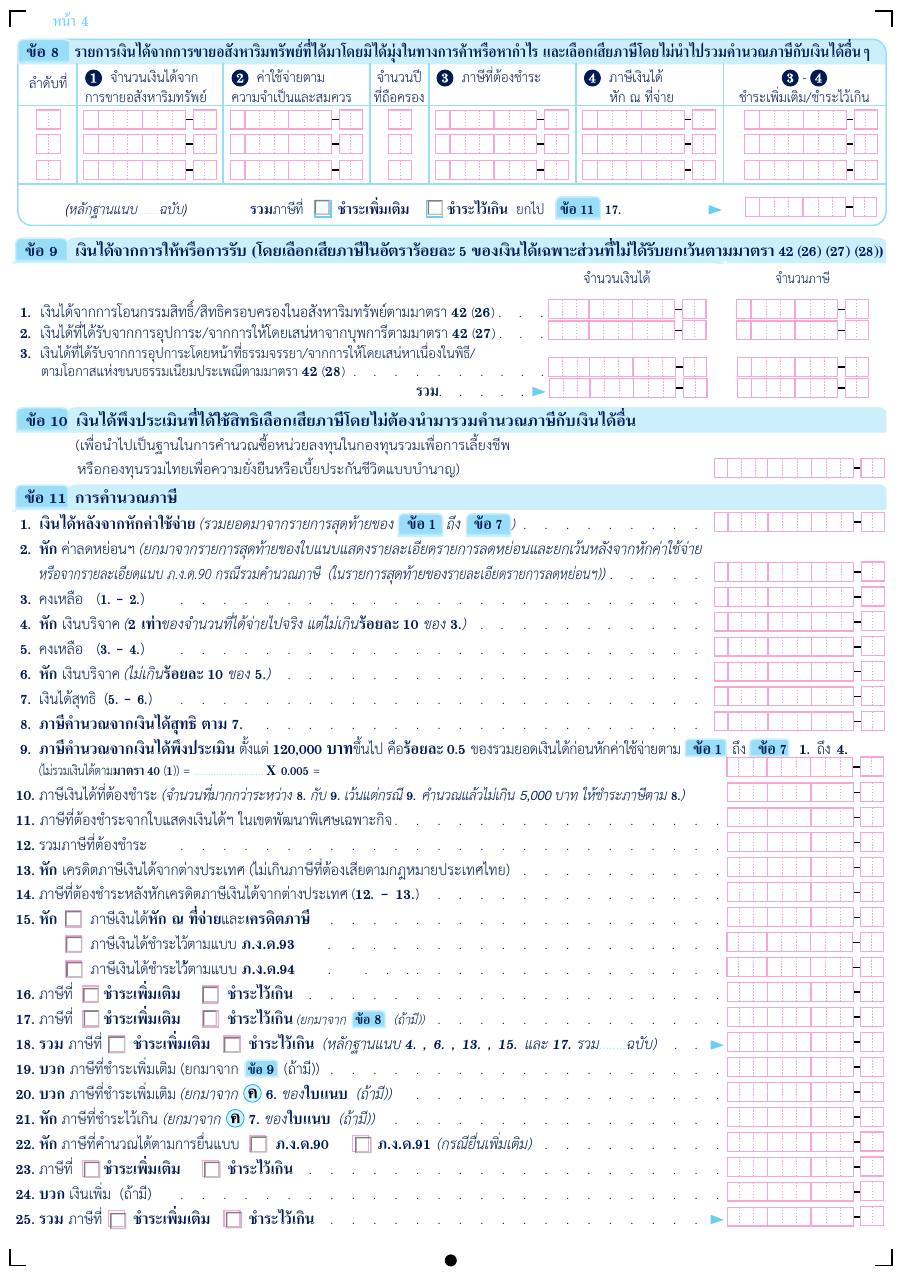 หน้า 4
ข้อ 8 รายการเงินได้จากการขายอสังหาริมทรัพย์ที่ได้มาโดยมิได้มุ่งในทางการค้าหรือหากำไร และเลือกเสียภาษีโดยไม่นำไปรวมคำนวณภาษีกับเงินได้อื่นๆ
ลำดับที่
1 จำนวนเงินได้จาก
การขายอสังหาริมทรัพย์
2 ค่าใช้จ่ายตาม
ความจำเป็นและสมควร
จำนวนปี
ที่ถือครอง
3 ภาษีที่ต้องชำระ
4 ภาษีเงินได้
หัก ณ ที่จ่าย
3 - 4
ชำระเพิ่มเติม/ชำระไว้เกิน
(หลักฐานแนบ ..... ฉบับ) รวมภาษีที่ ชำระเพิ่มเติม ชำระไว้เกิน ยกไป ข้อ 11 17.
ข้อ 9 เงินได้จากการให้หรือการรับ (โดยเลือกเสียภาษีในอัตราร้อยละ 5 ของเงินได้เฉพาะส่วนที่ไม่ได้รับยกเว้นตามมาตรา 42 (26) (27) (28))
จำนวนเงินได้ จำนวนภาษี
1. เงินได้จากการโอนกรรมสิทธิ์/สิทธิครอบครองในอสังหาริมทรัพย์ตามมาตรา 42 (26) . . .
2. เงินได้ที่ได้รับจากการอุปการะ/จากการให้โดยเสน่หาจากบุพการีตามมาตรา 42 (27) . . .
3. เงินได้ที่ได้รับจากการอุปการะโดยหน้าที่ธรรมจรรยา/จากการให้โดยเสน่หาเนื่องในพิธี/
ตามโอกาสแห่งขนบธรรมเนียมประเพณีตามมาตรา 42 (28) . . . . . . . . . .
รวม. . . . .
ข้อ 10 เงินได้พึงประเมินที่ได้ใช้สิทธิเลือกเสียภาษีโดยไม่ต้องนำมารวมคำนวณภาษีกับเงินได้อื่น
(เพื่อนำไปเป็นฐานในการคำนวณซื้อหน่วยลงทุนในกองทุนรวมเพื่อการเลี้ยงชีพ
หรือกองทุนรวมไทยเพื่อความยั่งยืนหรือเบี้ยประกันชีวิตแบบบำนาญ)
ข้อ 11 การคำนวณภาษี
1. เงินได้หลังจากหักค่าใช้จ่าย (รวมยอดมาจากรายการสุดท้ายของ ข้อ 1 ถึง ข้อ 7 ) . . . . . . . . .
2. หัก ค่าลดหย่อนฯ (ยกมาจากรายการสุดท้ายของใบแนบแสดงรายละเอียดรายการลดหย่อนและยกเว้นหลังจากหักค่าใช้จ่าย
หรือจากรายละเอียดแนบ ภ.ง.ด.90 กรณีรวมคำนวณภาษี (ในรายการสุดท้ายของรายละเอียดรายการลดหย่อนฯ)) . . . . .
3. คงเหลือ (1. - 2.) . . . . . . . . . . . . . . . . . . . . . . .
4. หัก เงินบริจาค (2 เท่าของจำนวนที่ได้จ่ายไปจริง แต่ไม่เกินร้อยละ 10 ของ 3.) . . . . . . . . . . .
5. คงเหลือ (3. - 4.) . . . . . . . . . . . . . . . . . . . . . . .
6. หัก เงินบริจาค (ไม่เกินร้อยละ 10 ของ 5.) . . . . . . . . . . . . . . . . . . .
7. เงินได้สุทธิ (5. - 6.) . . . . . . . . . . . . . . . . . . . . . . .
8. ภาษีคำนวณจากเงินได้สุทธิ ตาม 7. . . . . . . . . . . . . . . . . . . . .
9. ภาษีคำนวณจากเงินได้พึงประเมิน ตั้งแต่ 120,000 บาทขึ้นไป คือร้อยละ 0.5 ของรวมยอดเงินได้ก่อนหักค่าใช้จ่ายตาม ข้อ 1 ถึง ข้อ 7 1. ถึง 4.
(ไม่รวมเงินได้ตามมาตรา 40 (1)) = ........................ X 0.005 =
10. ภาษีเงินได้ที่ต้องชำระ (จำนวนที่มากกว่าระหว่าง 8. กับ 9. เว้นแต่กรณี 9. คำนวณแล้วไม่เกิน 5,000 บาท ให้ชำระภาษีตาม 8.)
11. ภาษีที่ต้องชำระจากใบแสดงเงินได้ฯ ในเขตพัฒนาพิเศษเฉพาะกิจ . . . . . . . . . . . . . . .
12. รวมภาษีที่ต้องชำระ . . . . . . . . . . . . . . . . . . . . . . .
13. หัก เครดิตภาษีเงินได้จากต่างประเทศ (ไม่เกินภาษีที่ต้องเสียตามกฎหมายประเทศไทย) . . . . . . . . . .
14. ภาษีที่ต้องชำระหลังหักเครดิตภาษีเงินได้จากต่างประเทศ (12. - 13.) . . . . . . . . . . . . . .
15. หัก ภาษีเงินได้หัก ณ ที่จ่ายและเครดิตภาษี . . . . . . . . . . . . . . . . . .
ภาษีเงินได้ชำระไว้ตามแบบ ภ.ง.ด.93 . . . . . . . . . . . . . . . . . .
ภาษีเงินได้ชำระไว้ตามแบบ ภ.ง.ด.94 . . . . . . . . . . . . . . . . . .
16. ภาษีที่ ชำระเพิ่มเติม ชำระไว้เกิน . . . . . . . . . . . . . . . . . . .
17. ภาษีที่ ชำระเพิ่มเติม ชำระไว้เกิน (ยกมาจาก ข้อ 8 (ถ้ามี)) . . . . . . . . . . . . .
18. รวม ภาษีที่ ชำระเพิ่มเติม ชำระไว้เกิน (หลักฐานแนบ 4. , 6. , 13. , 15. และ 17. รวม.......ฉบับ) . .
19. บวก ภาษีที่ชำระเพิ่มเติม (ยกมาจาก ข้อ 9 (ถ้ามี)) . . . . . . . . . . . . . . . . . .
20. บวก ภาษีที่ชำระเพิ่มเติม (ยกมาจาก ค 6. ของใบแนบ (ถ้ามี)) . . . . . . . . . . . . . .
21. หัก ภาษีที่ชำระไว้เกิน (ยกมาจาก ค 7. ของใบแนบ (ถ้ามี)) . . . . . . . . . . . . . . .
22. หัก ภาษีที่คำนวณได้ตามการยื่นแบบ ภ.ง.ด.90 ภ.ง.ด.91 (กรณียื่นเพิ่มเติม) . . . . . . . . .
23. ภาษีที่ ชำระเพิ่มเติม ชำระไว้เกิน . . . . . . . . . . . . . . . . . . .
24. บวก เงินเพิ่ม (ถ้ามี) . . . . . . . . . . . . . . . . . . . . . . . . .
25. รวม ภาษีที่ ชำระเพิ่มเติม ชำระไว้เกิน . . . . . . . . . . . . . . . . . .